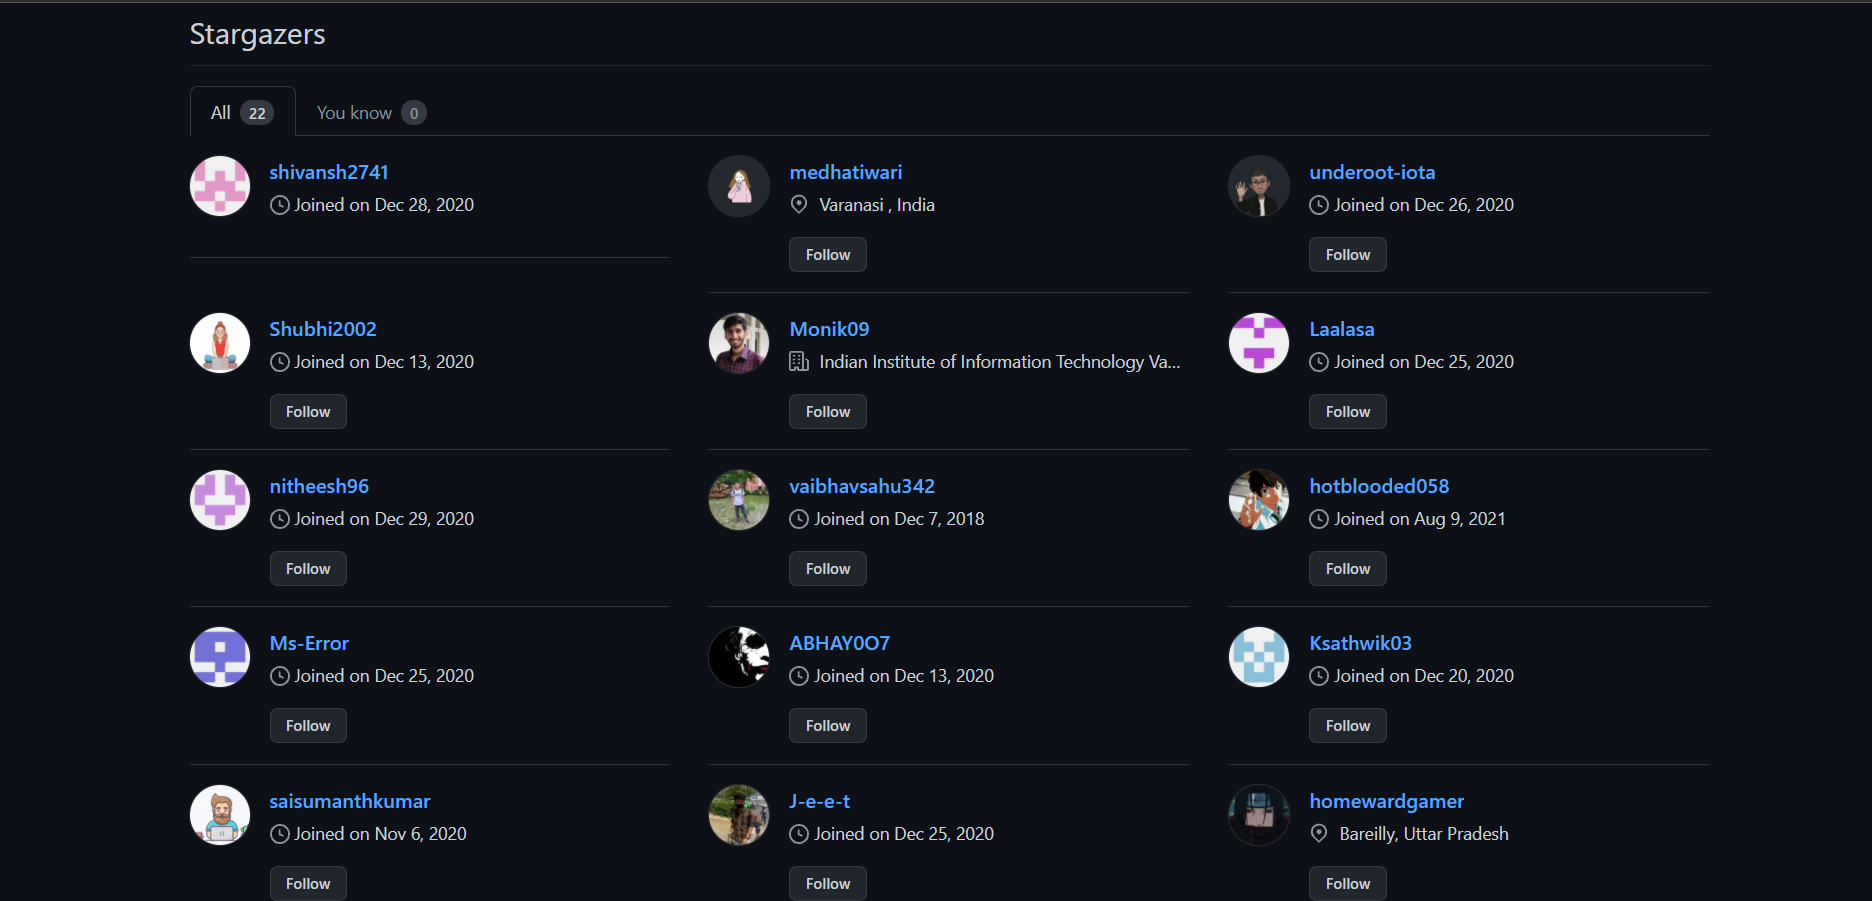 Stargazers
All 22 You know 0
shivansh2741
Joined on Dec 28, 2020
medhatiwari
Varanasi , India
Follow
underoot-iota
Joined on Dec 26, 2020
Follow
Shubhi2002
Joined on Dec 13, 2020
Follow
Monik09
Indian Institute of Information Technology Va...
Follow
Laalasa
Joined on Dec 25, 2020
Follow
nitheesh96
Joined on Dec 29, 2020
Follow
vaibhavsahu342
Joined on Dec 7, 2018
Follow
hotblooded058
Joined on Aug 9, 2021
Follow
Ms-Error
Joined on Dec 25, 2020
Follow
ABHAY0O7
Joined on Dec 13, 2020
Follow
Ksathwik03
Joined on Dec 20, 2020
Follow
saisumanthkumar
Joined on Nov 6, 2020
Follow
J-e-e-t
Joined on Dec 25, 2020
Follow
homewardgamer
Bareilly, Uttar Pradesh
Follow